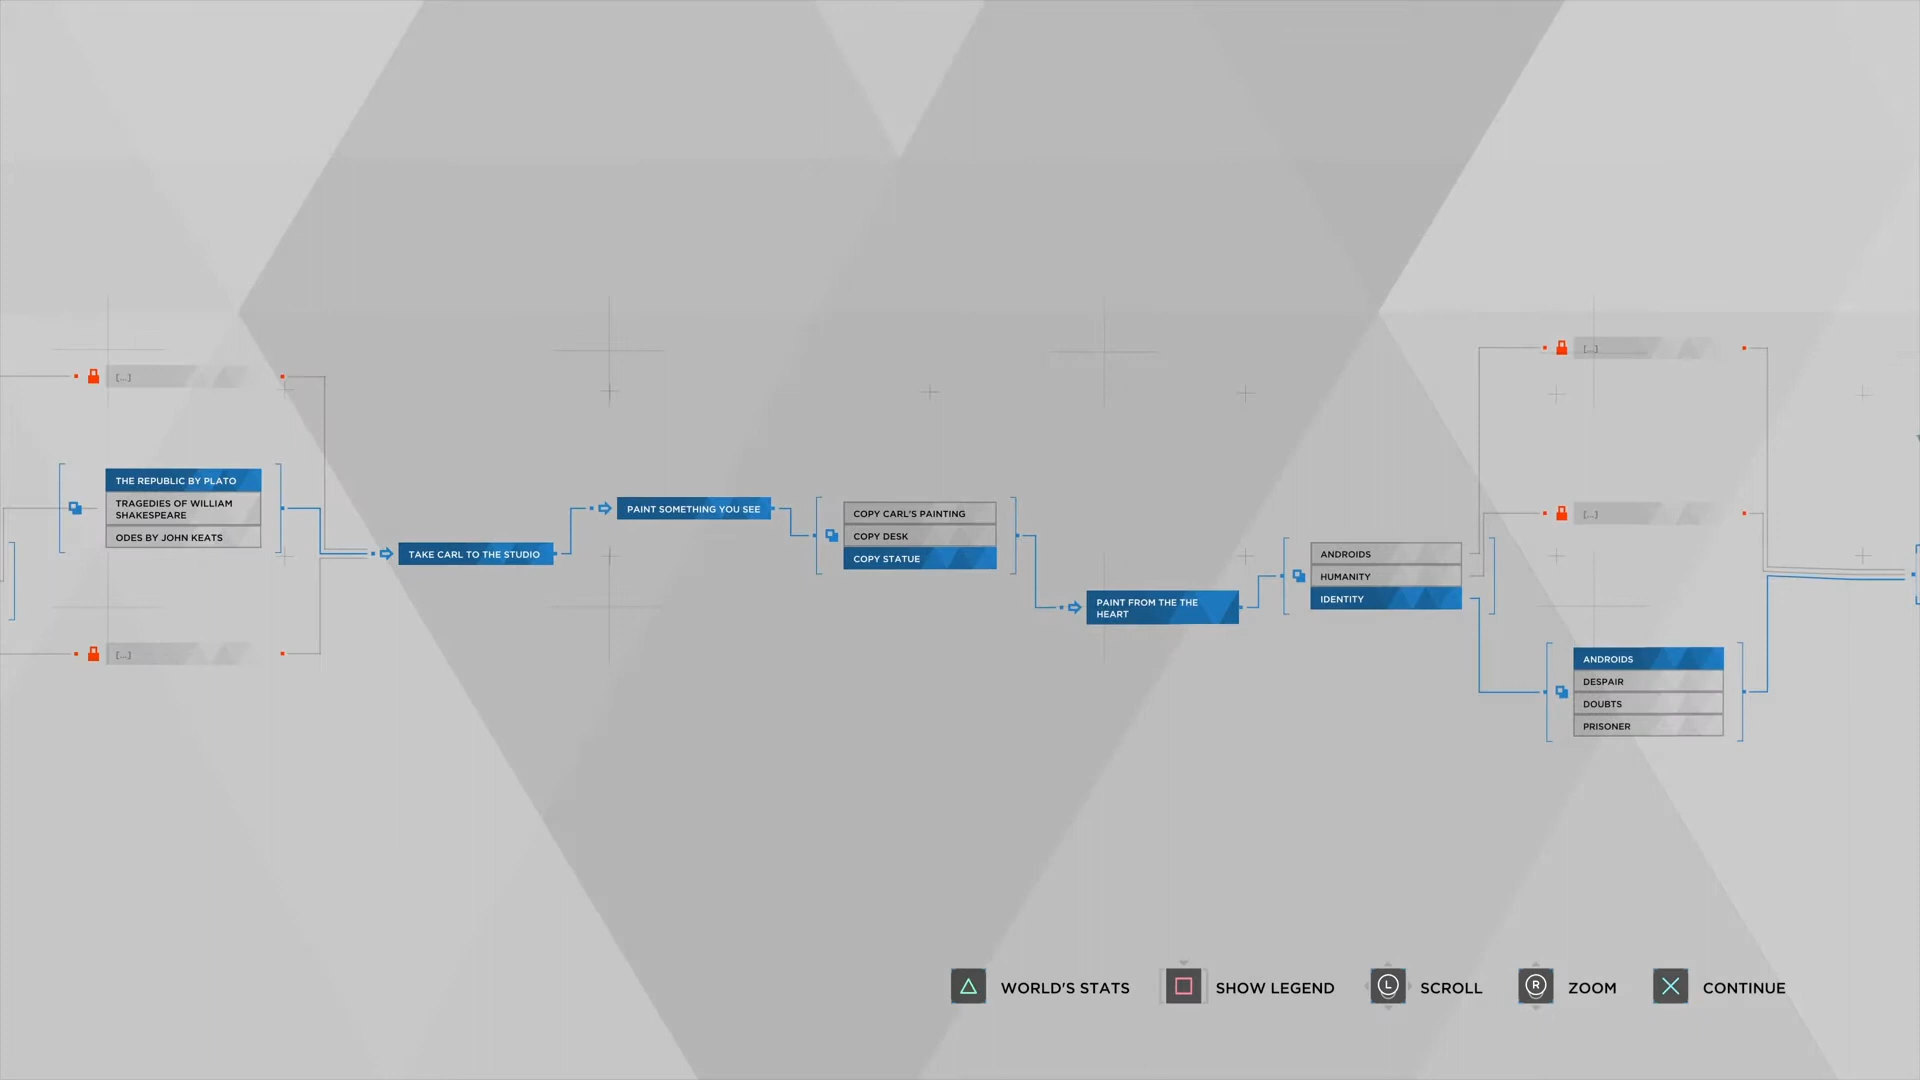 [...]
THE REPUBLIC BY PLATO
TRAGEDIES OF WILLIAM
SHAKESPEARE
ODES BY JOHN KEATS
[...]
TAKE CARL TO THE STUDIO
PAINT SOMETHING YOU SEE
COPY CARL'S PAINTING
COPY DESK
COPY STATUE
PAINT FROM THE THE
HEART
ANDROIDS
HUMANITY
IDENTITY
[...]
[...]
ANDROIDS
DESPAIR
DOUBTS
PRISONER
WORLD'S STATS
SHOW LEGEND
L
SCROLL
R
ZOOM
CONTINUE